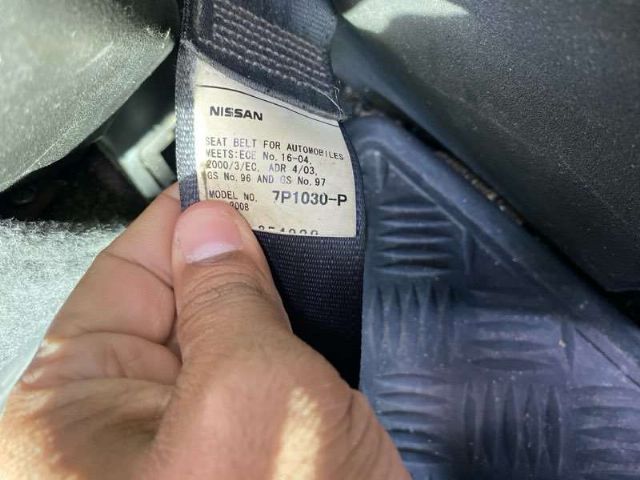 NISSAN
SEAT BELT FOR AUTOMOBILES
MEETS:ECE No.16-04,
2000/3/EC, ADR 4/03,
GS No.96 AND GS No.97
MODEL NO. 7P1030-P
2008